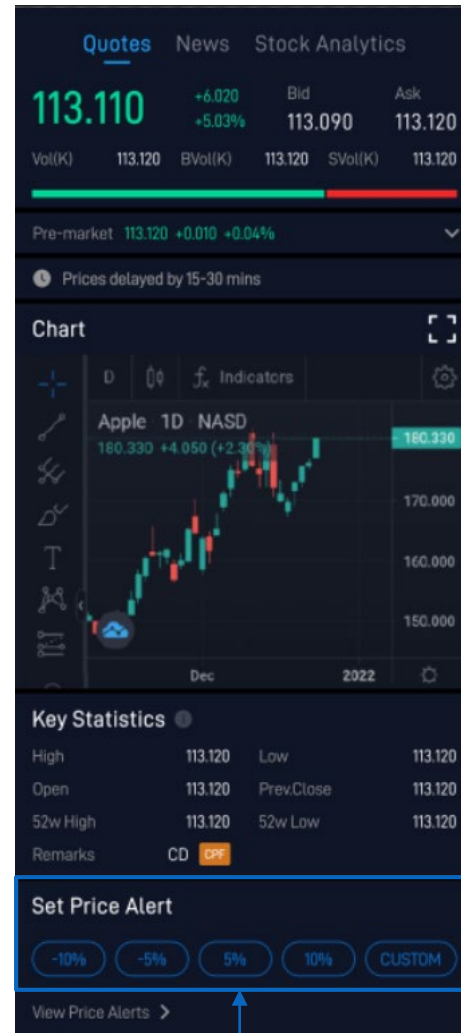 Quotes News Stock Analytics
113.110 +6.020 Bid Ask
+5.03% 113.090 113.120
Vol(K) 113.120 BVol(K) 113.120 SVol(K) 113.120
Pre-market 113.120 +0.010 +0.04%
Prices delayed by 15-30 mins
Chart
D fx Indicators
Apple 1D NASD
180.330 +4.050 (+2.30%)
180.330
170.000
160.000
T
150.000
Dec 2022
Key Statistics
High 113.120 Low 113.120
Open 113.120 Prev.Close 113.120
52w High 113.120 52w Low 113.120
Remarks CD CPF
Set Price Alert
-10% -5% 5% 10% CUSTOM
View Price Alerts >